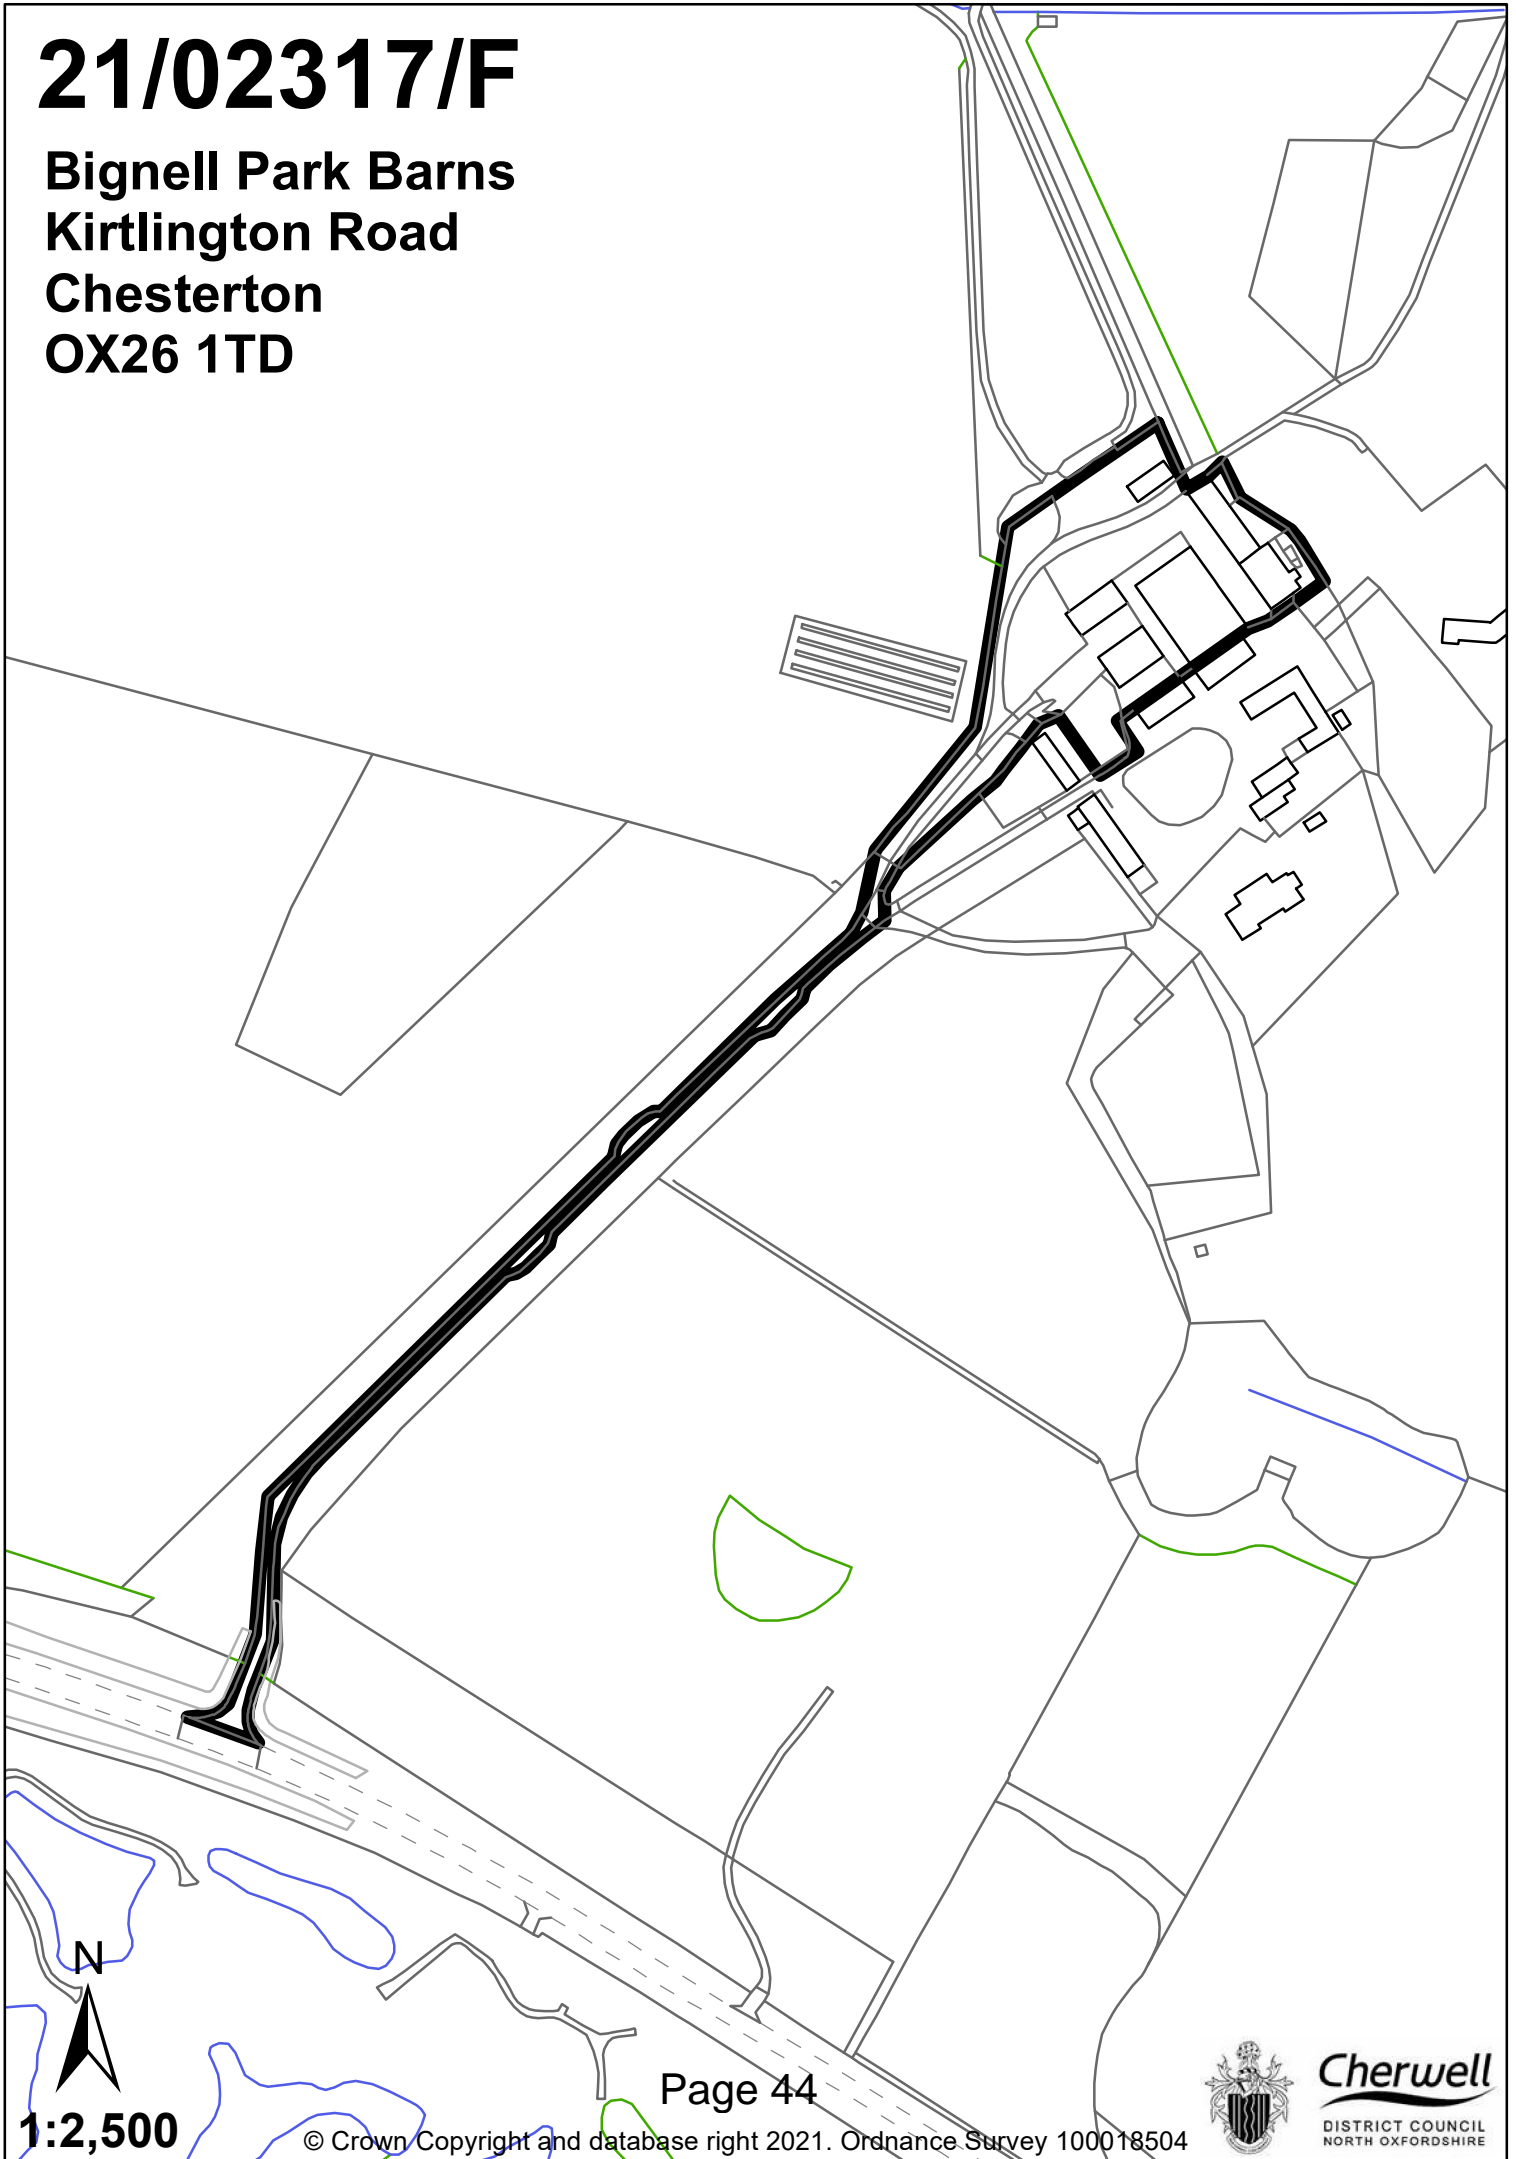 21/02317/F
Bignell Park Barns
Kirtlington Road
Chesterton
OX26 1TD
N
1:2,500
Page 44
© Crown Copyright and database right 2021. Ordnance Survey 100018504
Cherwell
DISTRICT COUNCIL
NORTH OXFORDSHIRE